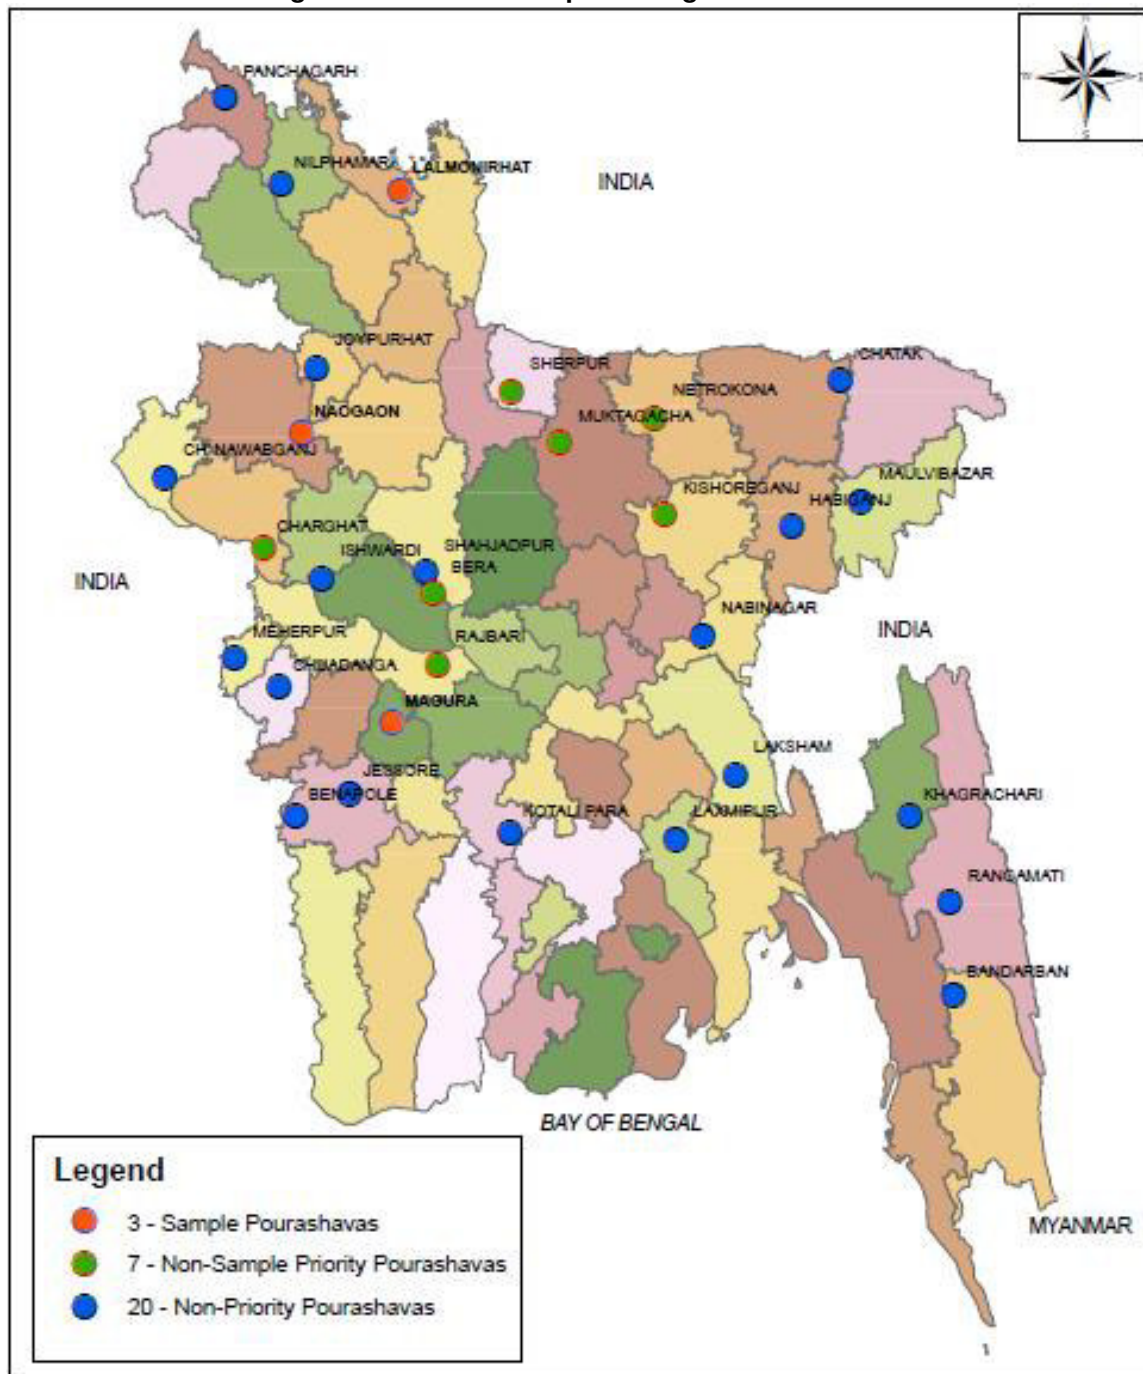 PANCHAGARH
NILPHAMAR
LALMONIRHAT
INDIA
JOYPURHAT
SHERPUR
CHATAK
NETROKONA
NAOGAON
MUKTAGACHA
CH.NAWABGANJ
MAULVIBAZAR
KISHOREGANJ
HABIGANJ
CHARGHAT
ISHWARDI
SHAHJADPUR
BERA
INDIA
NABINAGAR
INDIA
MEHERPUR
RAJBARI
CHUADANGA
MAGURA
LAKSHAM
JESSORE
BENAPOLE
KHAGRACHARI
KOTALI PARA
LAXMIPUR
RANGAMATI
BANDARBAN
BAY OF BENGAL
MYANMAR
Legend
3 - Sample Pourashavas
7 - Non-Sample Priority Pourashavas
20 - Non-Priority Pourashavas